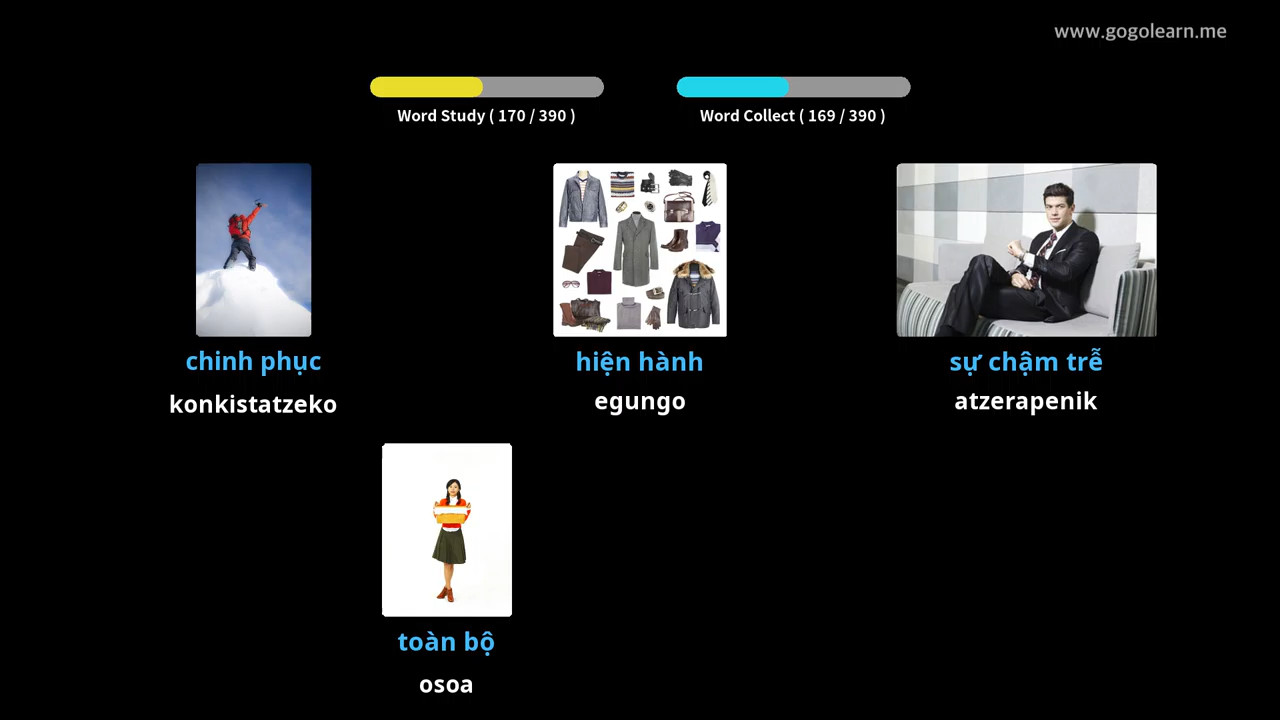 www.gogolearn.me
Word Study ( 170 / 390 )
Word Collect ( 169 / 390 )
chinh phục
konkistatzeko
hiện hành
egungo
sự chậm trễ
atzerapenik
toàn bộ
osoa